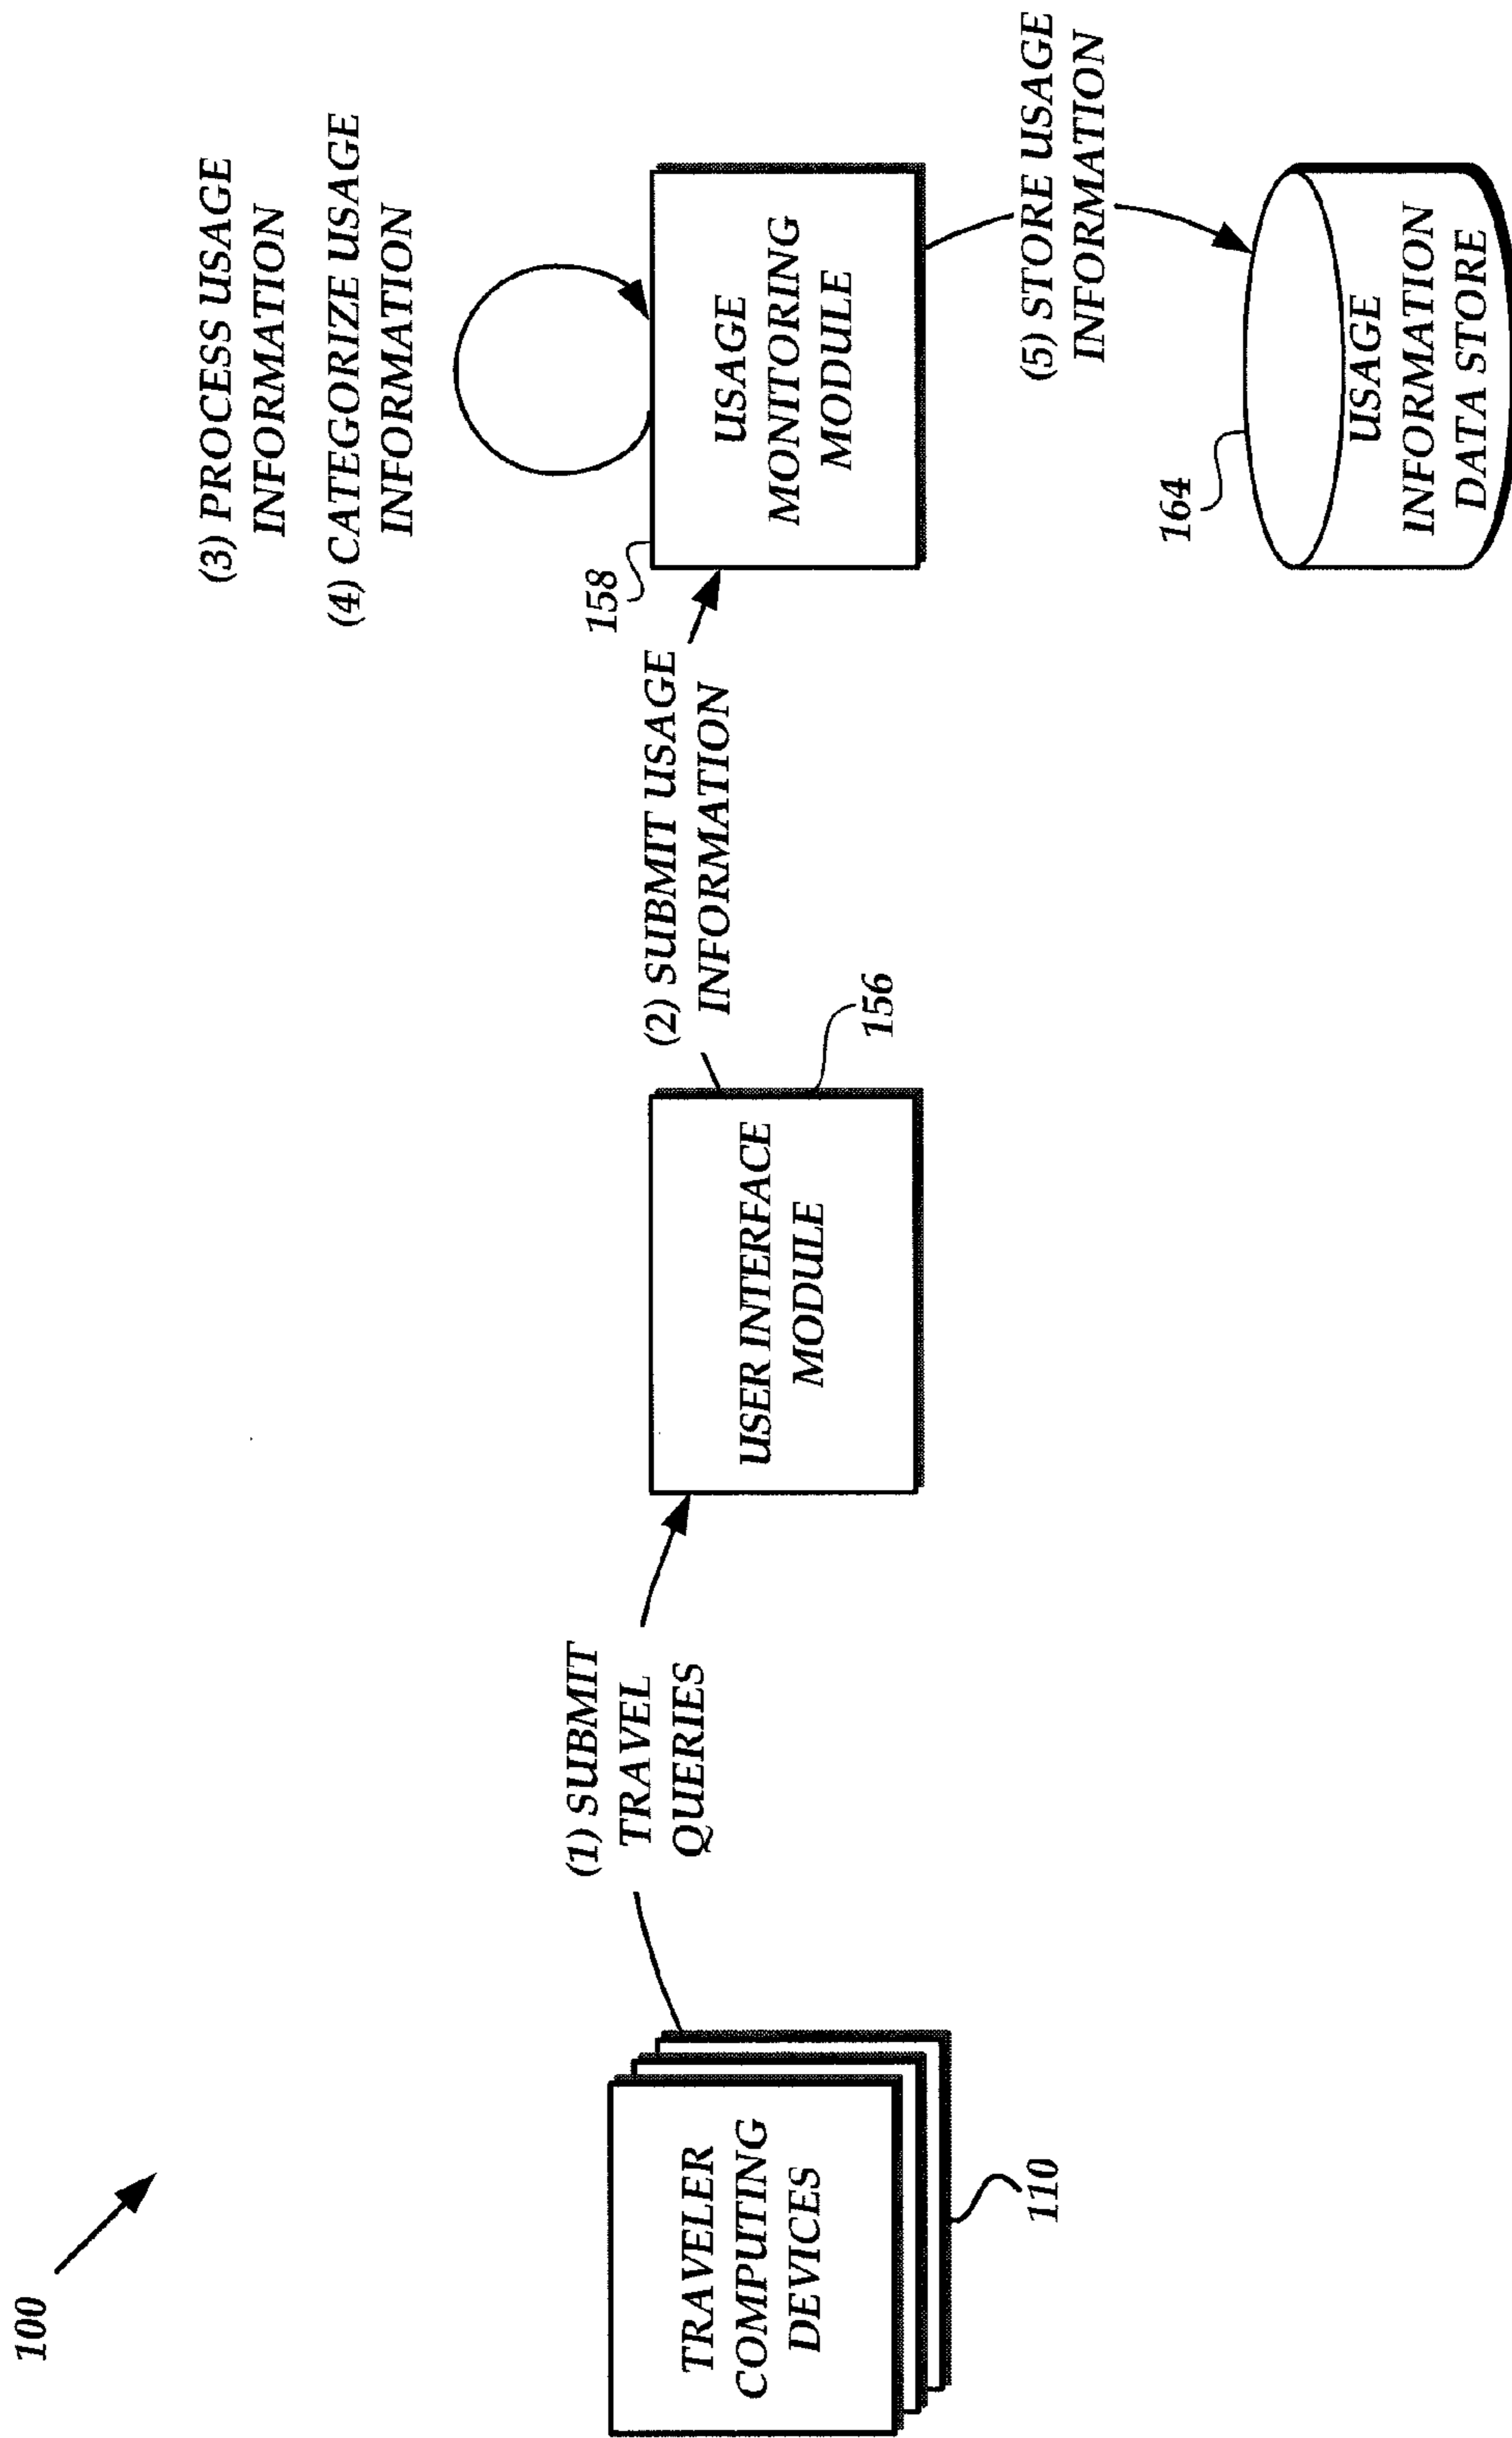 100
TRAVELER
COMPUTING
DEVICES
110
(1) SUBMIT
TRAVEL
QUERIES
USER INTERFACE
MODULE
156
(2) SUBMIT USAGE
INFORMATION
(3) PROCESS USAGE
INFORMATION
(4) CATEGORIZE USAGE
INFORMATION
158
USAGE
MONITORING
MODULE
(5) STORE USAGE
INFORMATION
164
USAGE
INFORMATION
DATA STORE